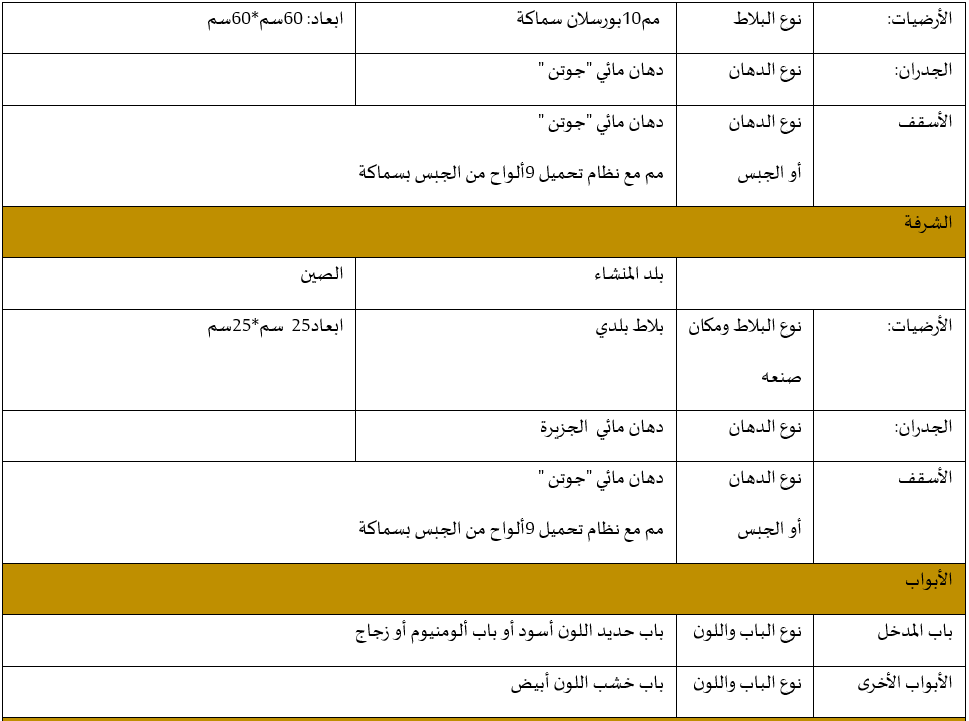 الأرضيات: نوع البلاط مم10بورسلان سماكة ابعاد: 60سم*60سم
الجدران: نوع الدهان دهان مائي "جوتن "
الأسقف نوع الدهان دهان مائي "جوتن "
أو الجبس مم مع نظام تحميل 9ألواح من الجبس بسماكة
الشرفة
بلد المنشاء الصين
الأرضيات: نوع البلاط ومكان بلاط بلدي ابعاد25 سم*25سم
صنعه
الجدران: نوع الدهان دهان مائي الجزيرة
الأسقف نوع الدهان دهان مائي "جوتن "
أو الجبس مم مع نظام تحميل 9ألواح من الجبس بسماكة
الأبواب
باب المدخل نوع الباب واللون باب حديد اللون أسود أو باب ألومنيوم أو زجاج
الأبواب الأخرى نوع الباب واللون باب خشب اللون أبيض